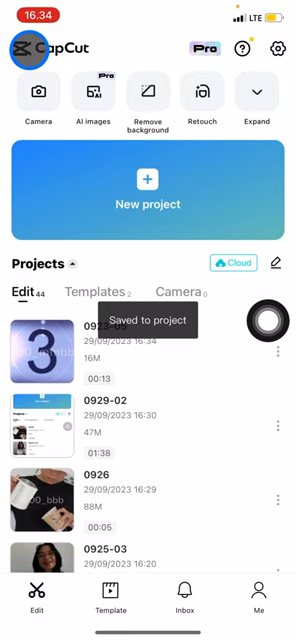 16.34
LTE
CapCut
Pro
Camera
Pro
AI images
Remove
background
Retouch
Expand
New project
Projects
Cloud
Edit 44
Templates 2
Camera 0
Saved to project
0923-09
29/09/2023 16:34
16M
00:13
3
0929-02
29/09/2023 16:30
47M
01:38
0926
29/09/2023 16:29
88M
00:05
0925-03
29/09/2023 16:20
Edit
Template
Inbox
Me